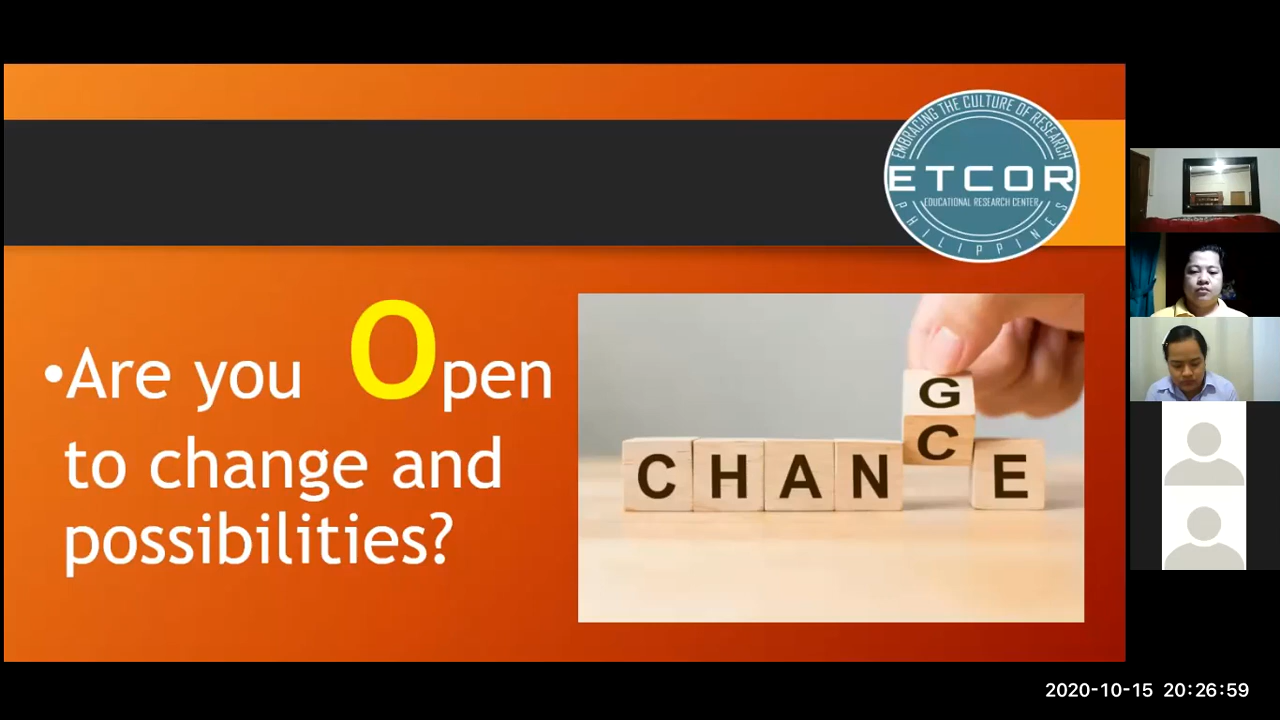 EMBRACING THE CULTURE OF RESEARCH
ETCOR
EDUCATIONAL RESEARCH CENTER
PHILIPPINES
•Are you Open
to change and
possibilities?
G
C
CHAN E
2020-10-15 20:26:59